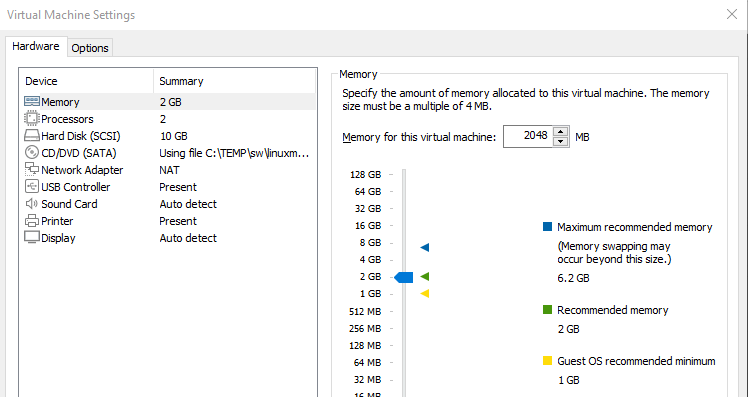 Virtual Machine Settings
Hardware
Options
Device Summary
Memory 2 GB
Processors 2
Hard Disk (SCSI) 10 GB
CD/DVD (SATA) Using file C:\TEMP\sw\linuxm...
Network Adapter NAT
USB Controller Present
Sound Card Auto detect
Printer Present
Display Auto detect
Memory
Specify the amount of memory allocated to this virtual machine. The memory
size must be a multiple of 4 MB.
Memory for this virtual machine: 2048 MB
128 GB
64 GB
32 GB
16 GB
8 GB
4 GB
2 GB
1 GB
512 MB
256 MB
128 MB
64 MB
32 MB
16 MB
Maximum recommended memory
(Memory swapping may
occur beyond this size.)
6.2 GB
Recommended memory
2 GB
Guest OS recommended minimum
1 GB